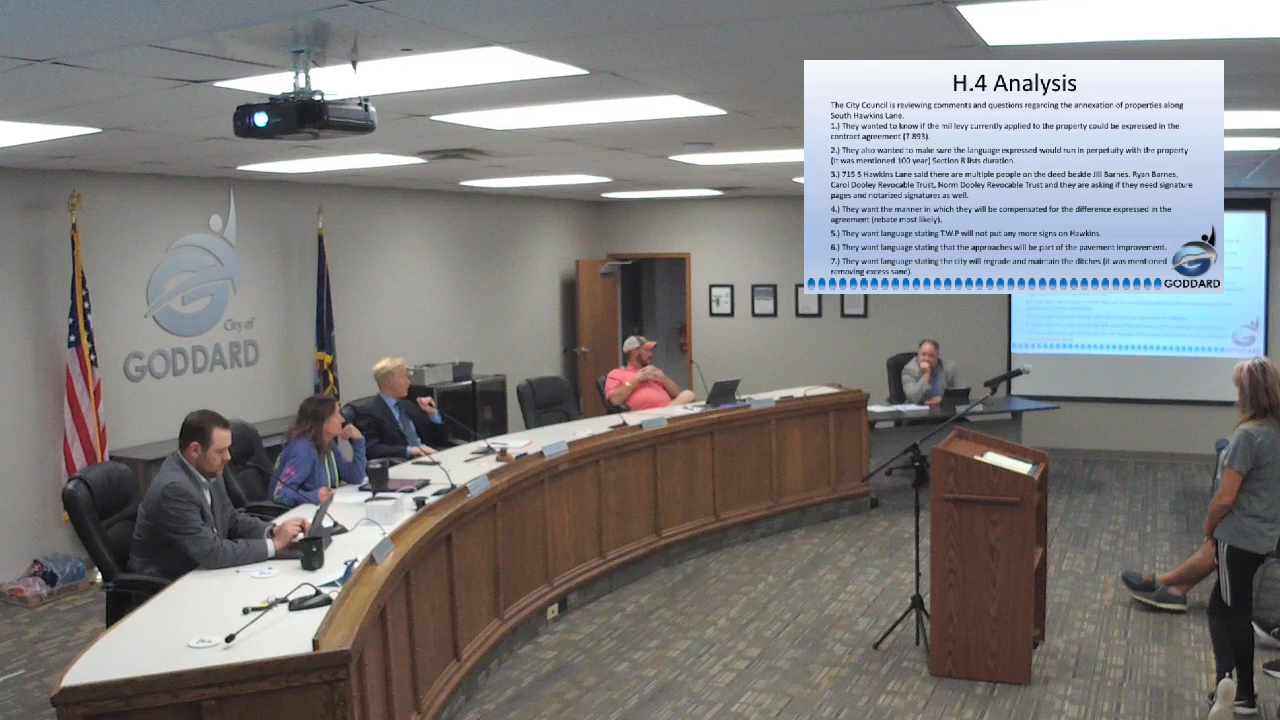 H.4 Analysis
The City Council is reviewing comments and questions regarding the annexation of properties along
South Hawkins Lane.
1.) They wanted to know if the mil levy currently applied to the property could be expressed in the
contract agreement (7.893).
2.) They also wanted to make sure the language expressed would run in perpetuity with the property
(it was mentioned 100 year) Section 8 lists duration.
3.) 715 S Hawkins Lane said there are multiple people on the deed beside Jill Barnes. Ryan Barnes,
Carol Dooley Revocable Trust, Norm Dooley Revocable Trust and they are asking if they need signature
pages and notarized signatures as well.
4.) They want the manner in which they will be compensated for the difference expressed in the
agreement (rebate most likely).
5.) They want language stating T.W.P will not put any more signs on Hawkins.
6.) They want language stating that the approaches will be part of the pavement improvement.
7.) They want language stating the city will regrade and maintain the ditches (it was mentioned
removing excess sand).
GODDARD
City of
GODDARD
GODDARD